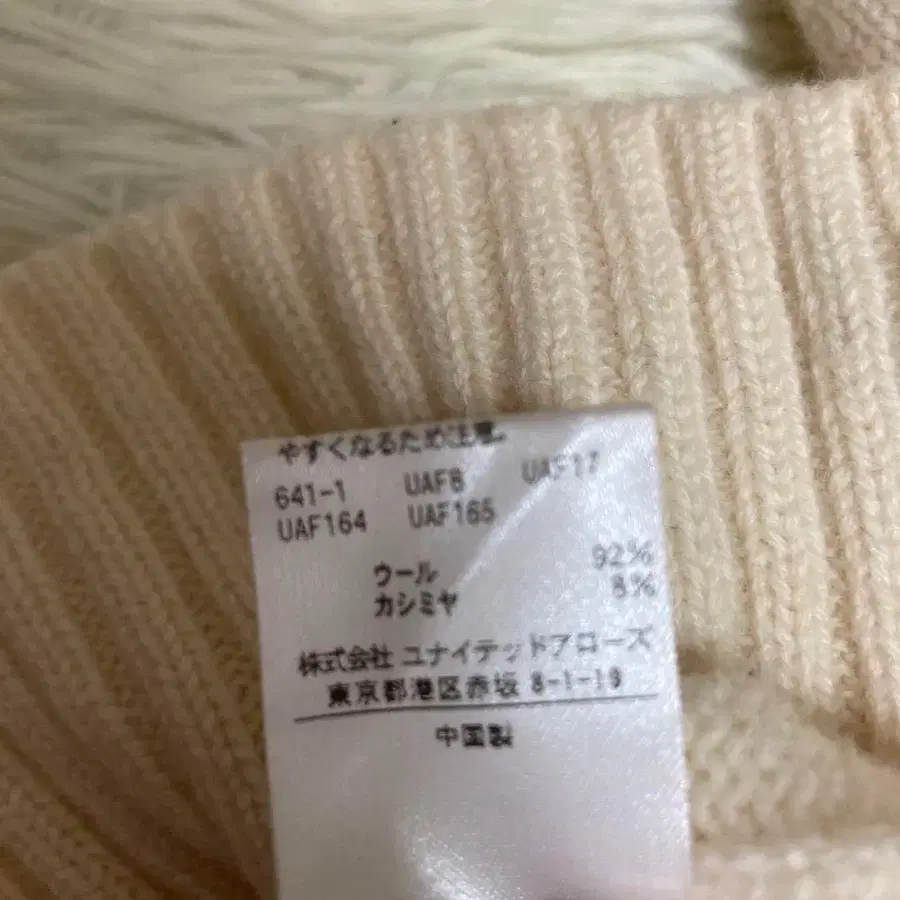 やすくなるため注意。
641-1 UAF8 UAF17
UAF164 UAF165
ウール 92%
カシミヤ 8%
株式会社 ユナイテッドアローズ
東京都港区赤坂 8-1-19
中国製